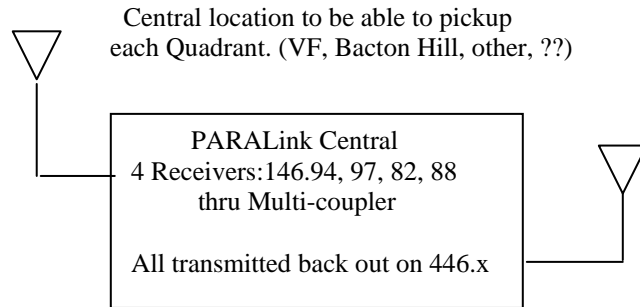 Central location to be able to pickup
each Quadrant. (VF, Bacton Hill, other, ??)
PARALink Central
4 Receivers:146.94, 97, 82, 88
thru Multi-coupler
All transmitted back out on 446.x